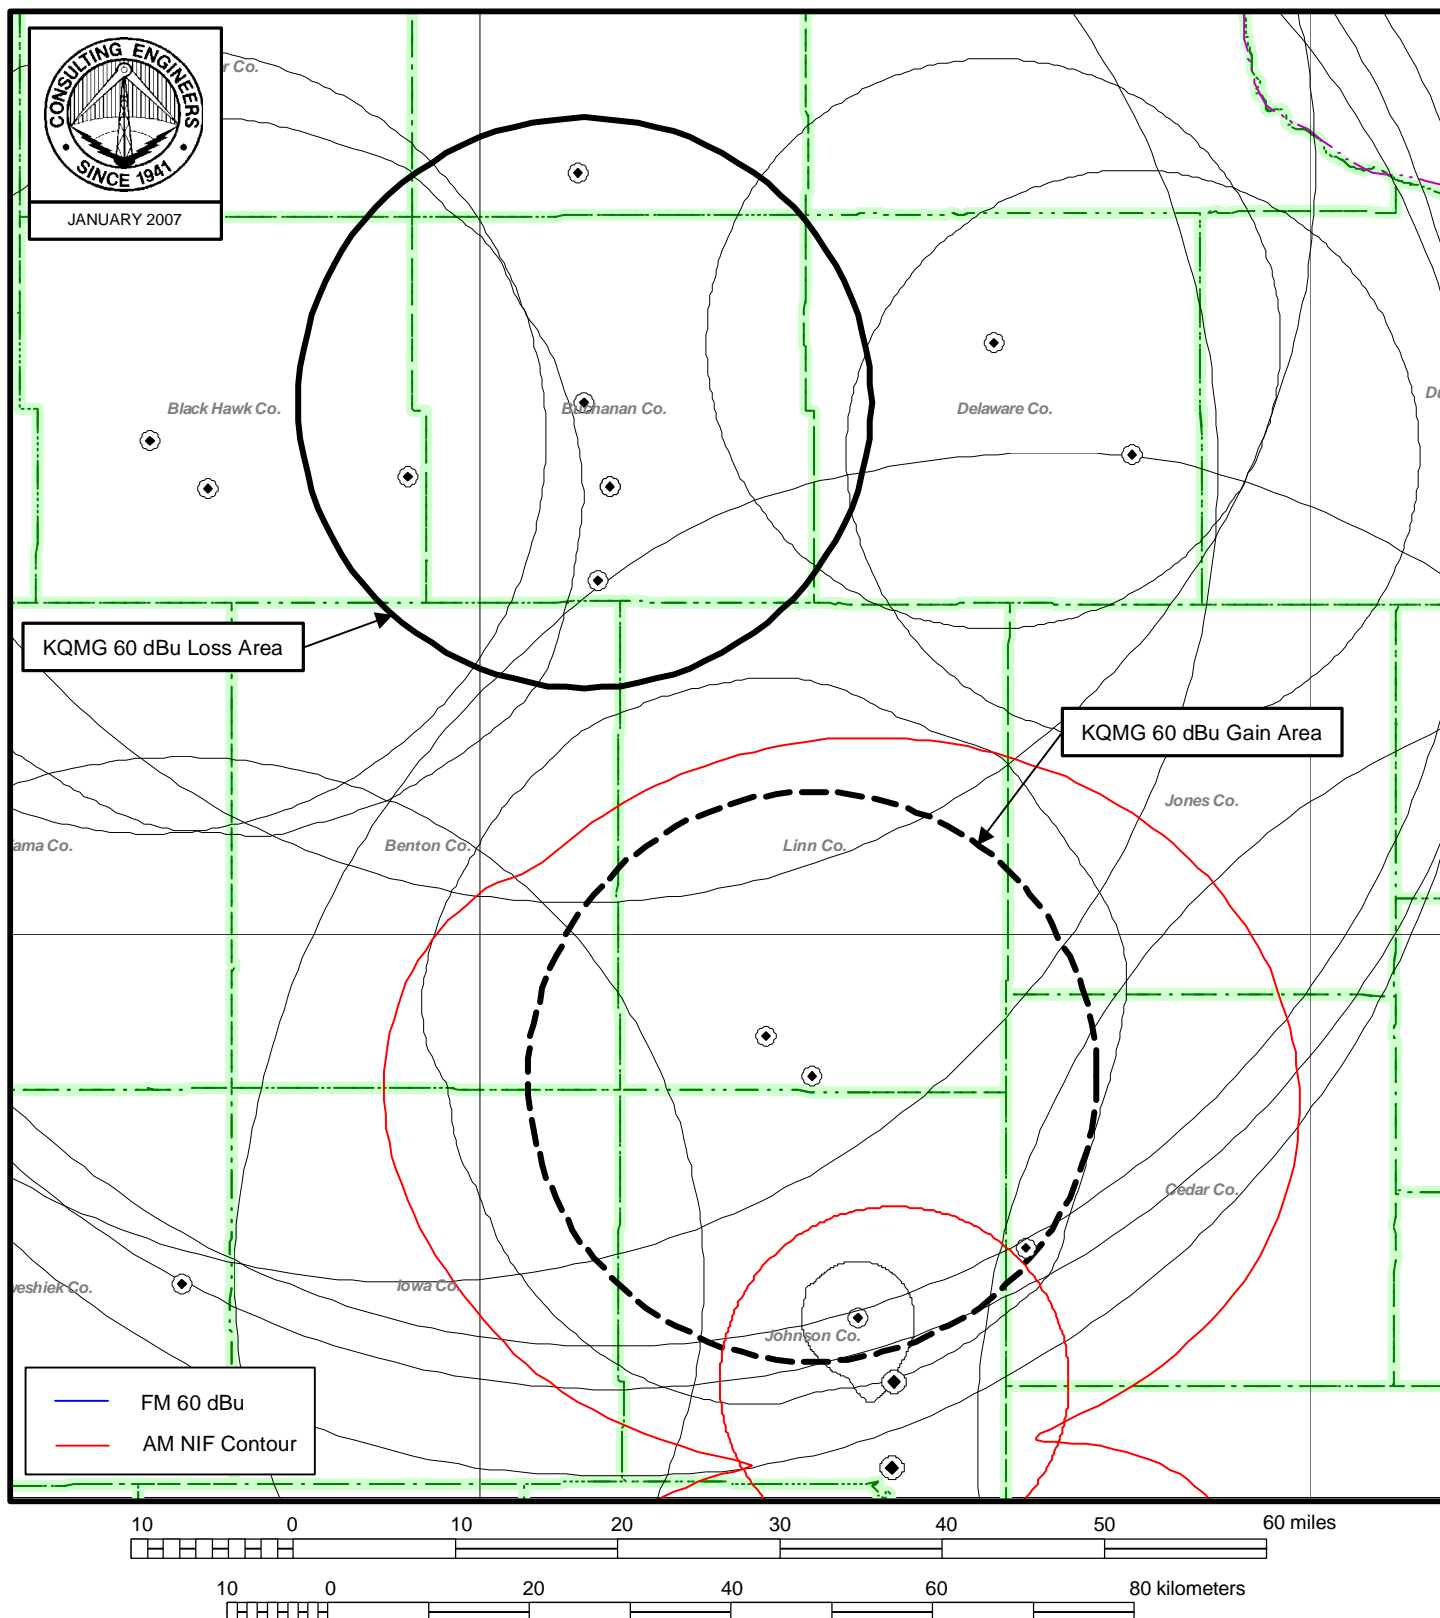 CONSULTING ENGINEERS
SINCE 1941
JANUARY 2007
r Co.
Black Hawk Co.
Buchanan Co.
Delaware Co.
Du
KQMG 60 dBu Loss Area
KQMG 60 dBu Gain Area
Jones Co.
ama Co.
Benton Co.
Linn Co.
Cedar Co.
weshiek Co.
Iowa Co.
Johnson Co.
FM 60 dBu
AM NIF Contour
10 0 10 20 30 40 50 60 miles
10 0 20 40 60 80 kilometers